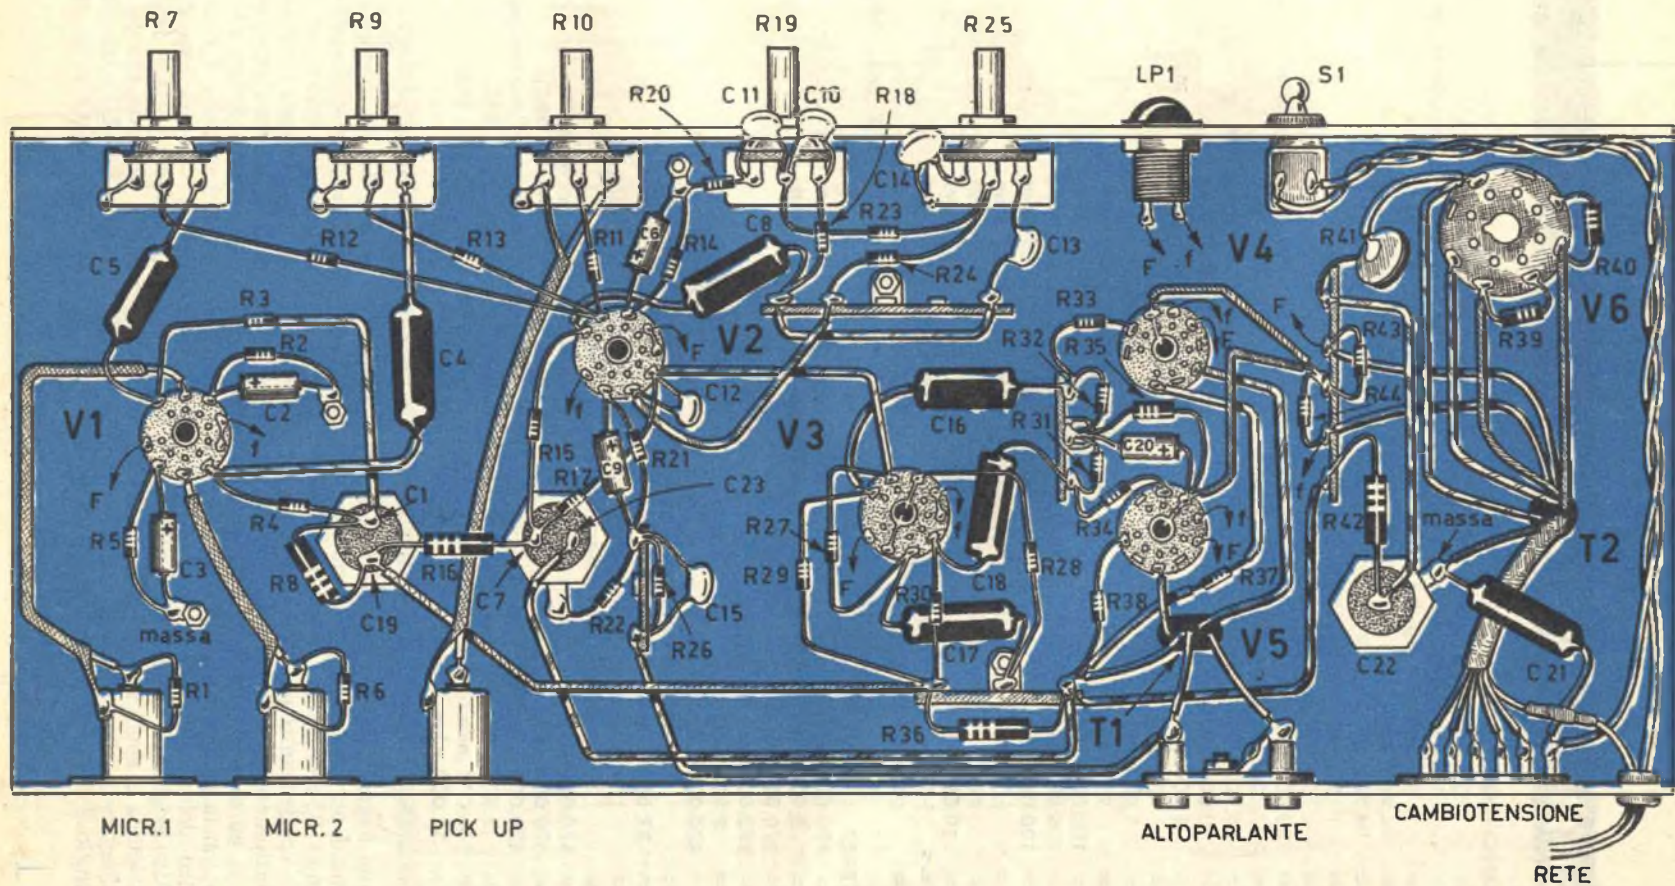 R7 R9 R10 R19 R25
LP1 S1
R20 C11 C10 R18
C14
R12 R13 R11 C6 R14 C8 R23
C13
V4
R41
F f
C5
R24
R40
R3
V2
R33
F
V6
R2
F
R32 R35
f
F
R43
R39
C4
C2
C12
R44
V1
f
f
V3
C16
R31
C20
R15 C9 R21
R17
C23
F
C1
R5 R4
R27
f
R34
f
f
R42 massa
C3
R8 R16
R29
F
C18 R28
F
R37
T2
C7
C15
R30
R38
massa
C19
R22
R26
C17
V5
C22
C21
R1 R6
R36
T1
MICR.1 MICR.2 PICK UP
ALTOPARLANTE
CAMBIOTENSIONE
RETE